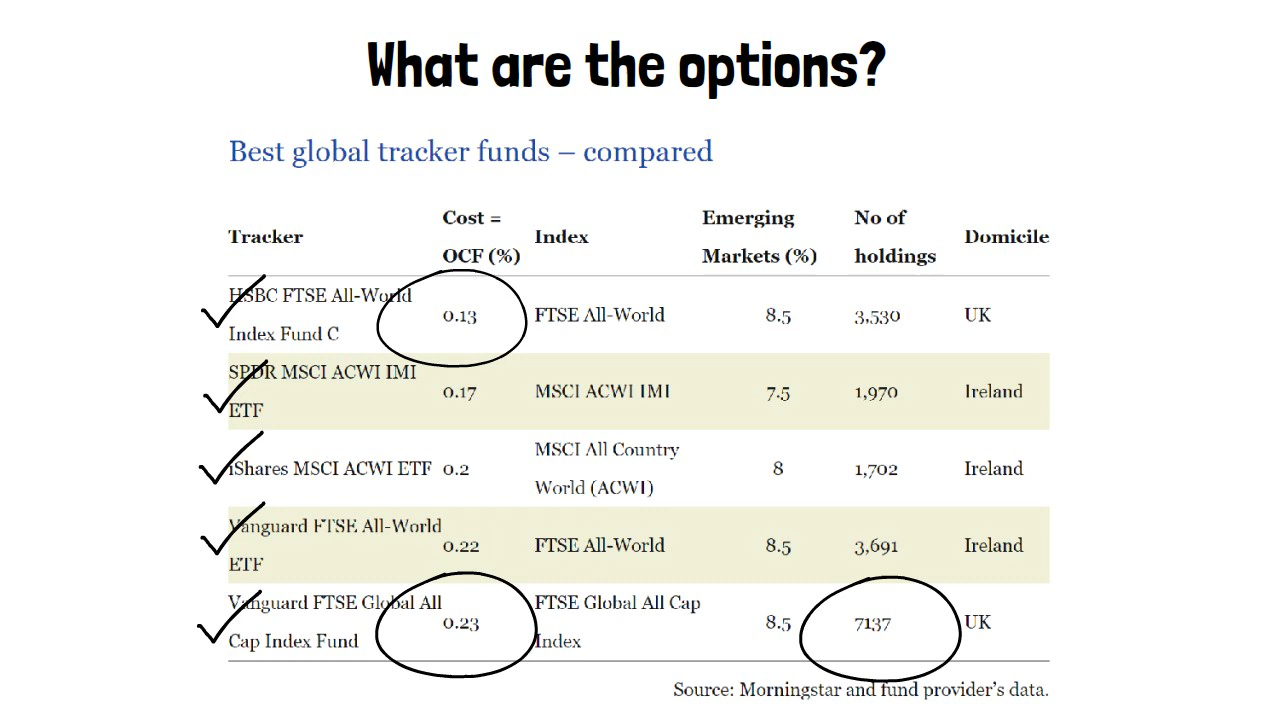 What are the options?
Best global tracker funds – compared
Tracker Cost = OCF (%) Index Emerging Markets (%) No of holdings Domicile
HSBC FTSE All-World Index Fund C 0.13 FTSE All-World 8.5 3,530 UK
SPDR MSCI ACWI IMI ETF 0.17 MSCI ACWI IMI 7.5 1,970 Ireland
iShares MSCI ACWI ETF 0.2 MSCI All Country World (ACWI) 8 1,702 Ireland
Vanguard FTSE All-World ETF 0.22 FTSE All-World 8.5 3,691 Ireland
Vanguard FTSE Global All Cap Index Fund 0.23 FTSE Global All Cap Index 8.5 7137 UK
Source: Morningstar and fund provider's data.